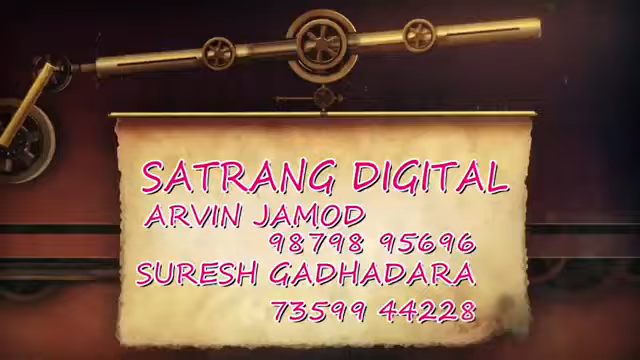 SATRANG DIGITAL
ARVIN JAMOD
98798 95696
SURESH GADHADARA
73599 44228